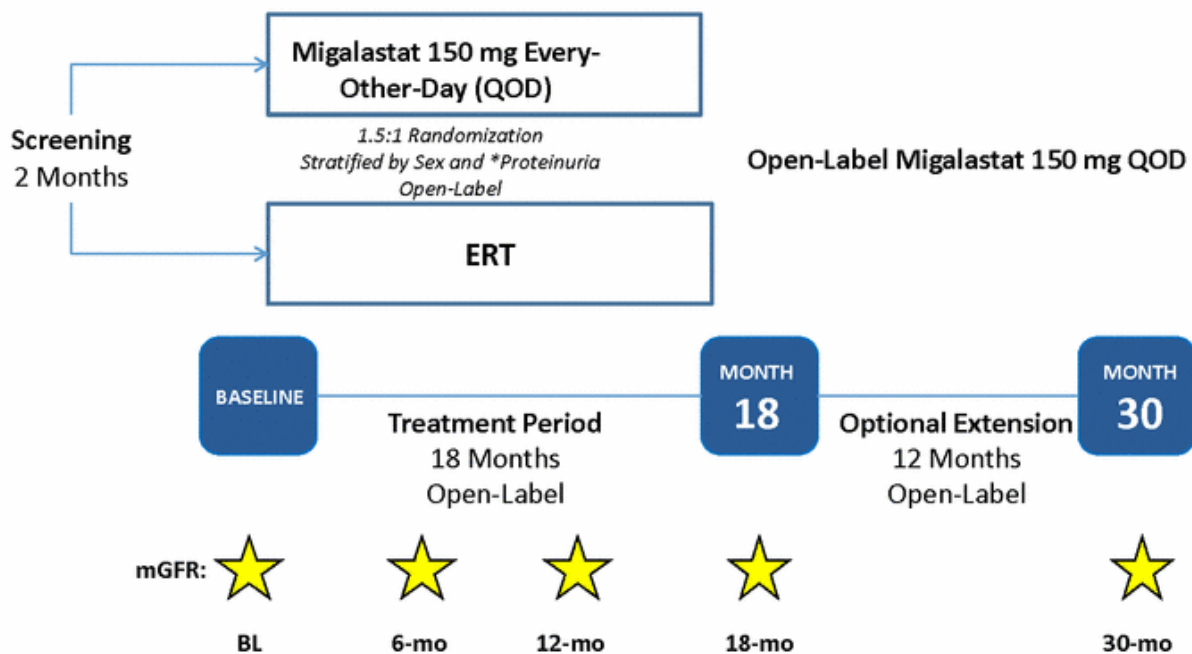 Migalastat 150 mg Every-
Other-Day (QOD)
Screening
2 Months
1.5:1 Randomization
Stratified by Sex and *Proteinuria
Open-Label
Open-Label Migalastat 150 mg QOD
ERT
BASELINE
MONTH
18
MONTH
30
Treatment Period
18 Months
Open-Label
Optional Extension
12 Months
Open-Label
mGFR:
BL
6-mo
12-mo
18-mo
30-mo